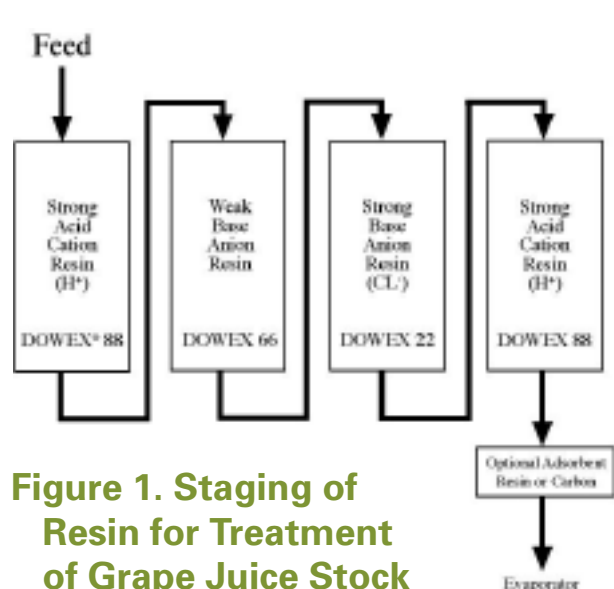 Feed
Strong
Acid
Cation
Resin
(H⁺)
DOWEX* 88
Weak
Base
Anion
Resin
DOWEX 66
Strong
Base
Anion
Resin
(CL⁻)
DOWEX 22
Strong
Acid
Cation
Resin
(H⁺)
DOWEX 88
Optional Adsorbent
Resin or Carbon
Evaporator
Figure 1. Staging of
Resin for Treatment
of Grape Juice Stock